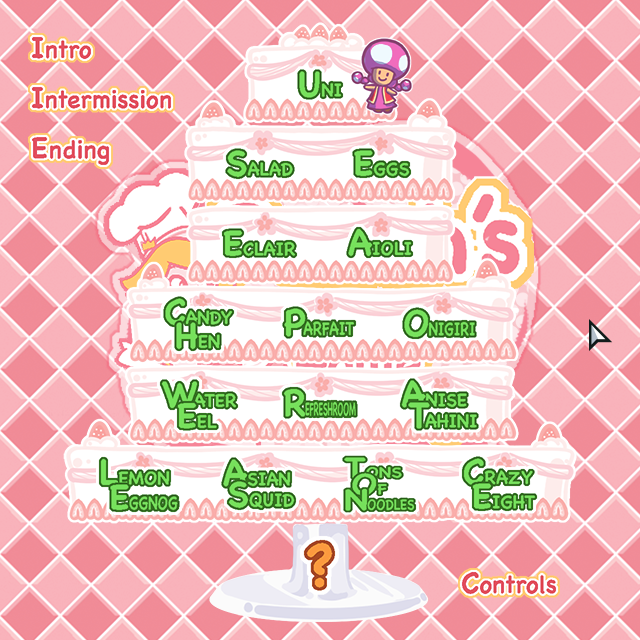 Intro
Intermission
Ending
Uni
Salad Eggs
'S
Eclair Aioli
Candy
Hen
Parfait Onigiri
Water
Eel
Refreshroom
Anise
Tahini
Lemon
Eggnog
Asian
Squid
Tons
Of
Noodles
Crazy
Eight
?
Controls